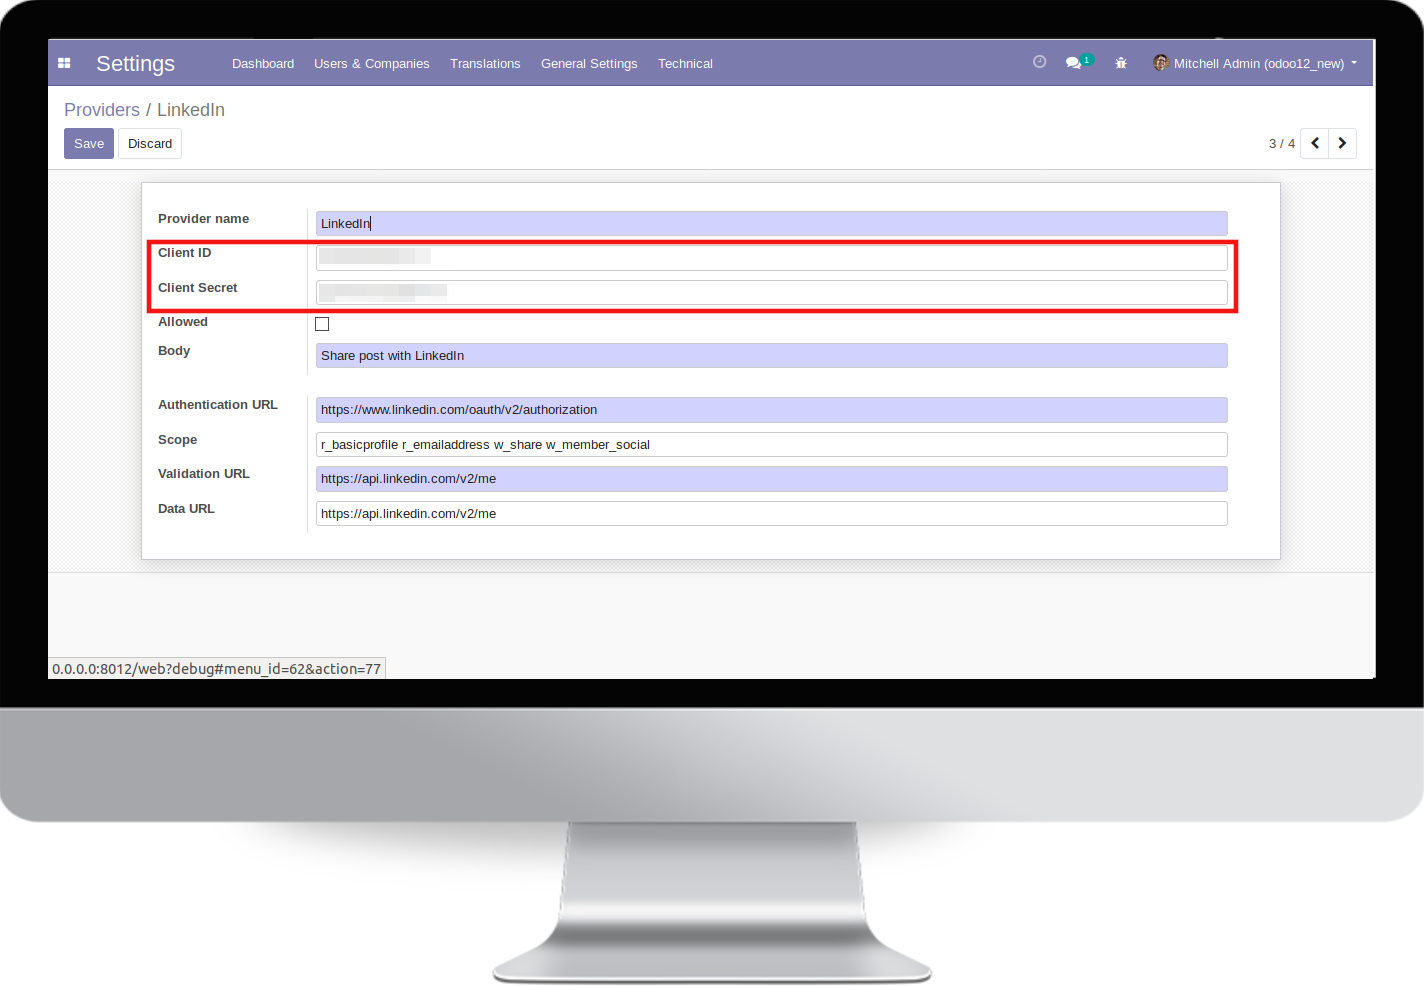 Settings Dashboard Users & Companies Translations General Settings Technical 1 Mitchell Admin (odoo12_new)
Providers / LinkedIn
Save Discard 3 / 4
Provider name LinkedIn
Client ID
Client Secret
Allowed
Body Share post with LinkedIn
Authentication URL https://www.linkedin.com/oauth/v2/authorization
Scope r_basicprofile r_emailaddress w_share w_member_social
Validation URL https://api.linkedin.com/v2/me
Data URL https://api.linkedin.com/v2/me
0.0.0.0:8012/web?debug#menu_id=62&action=77